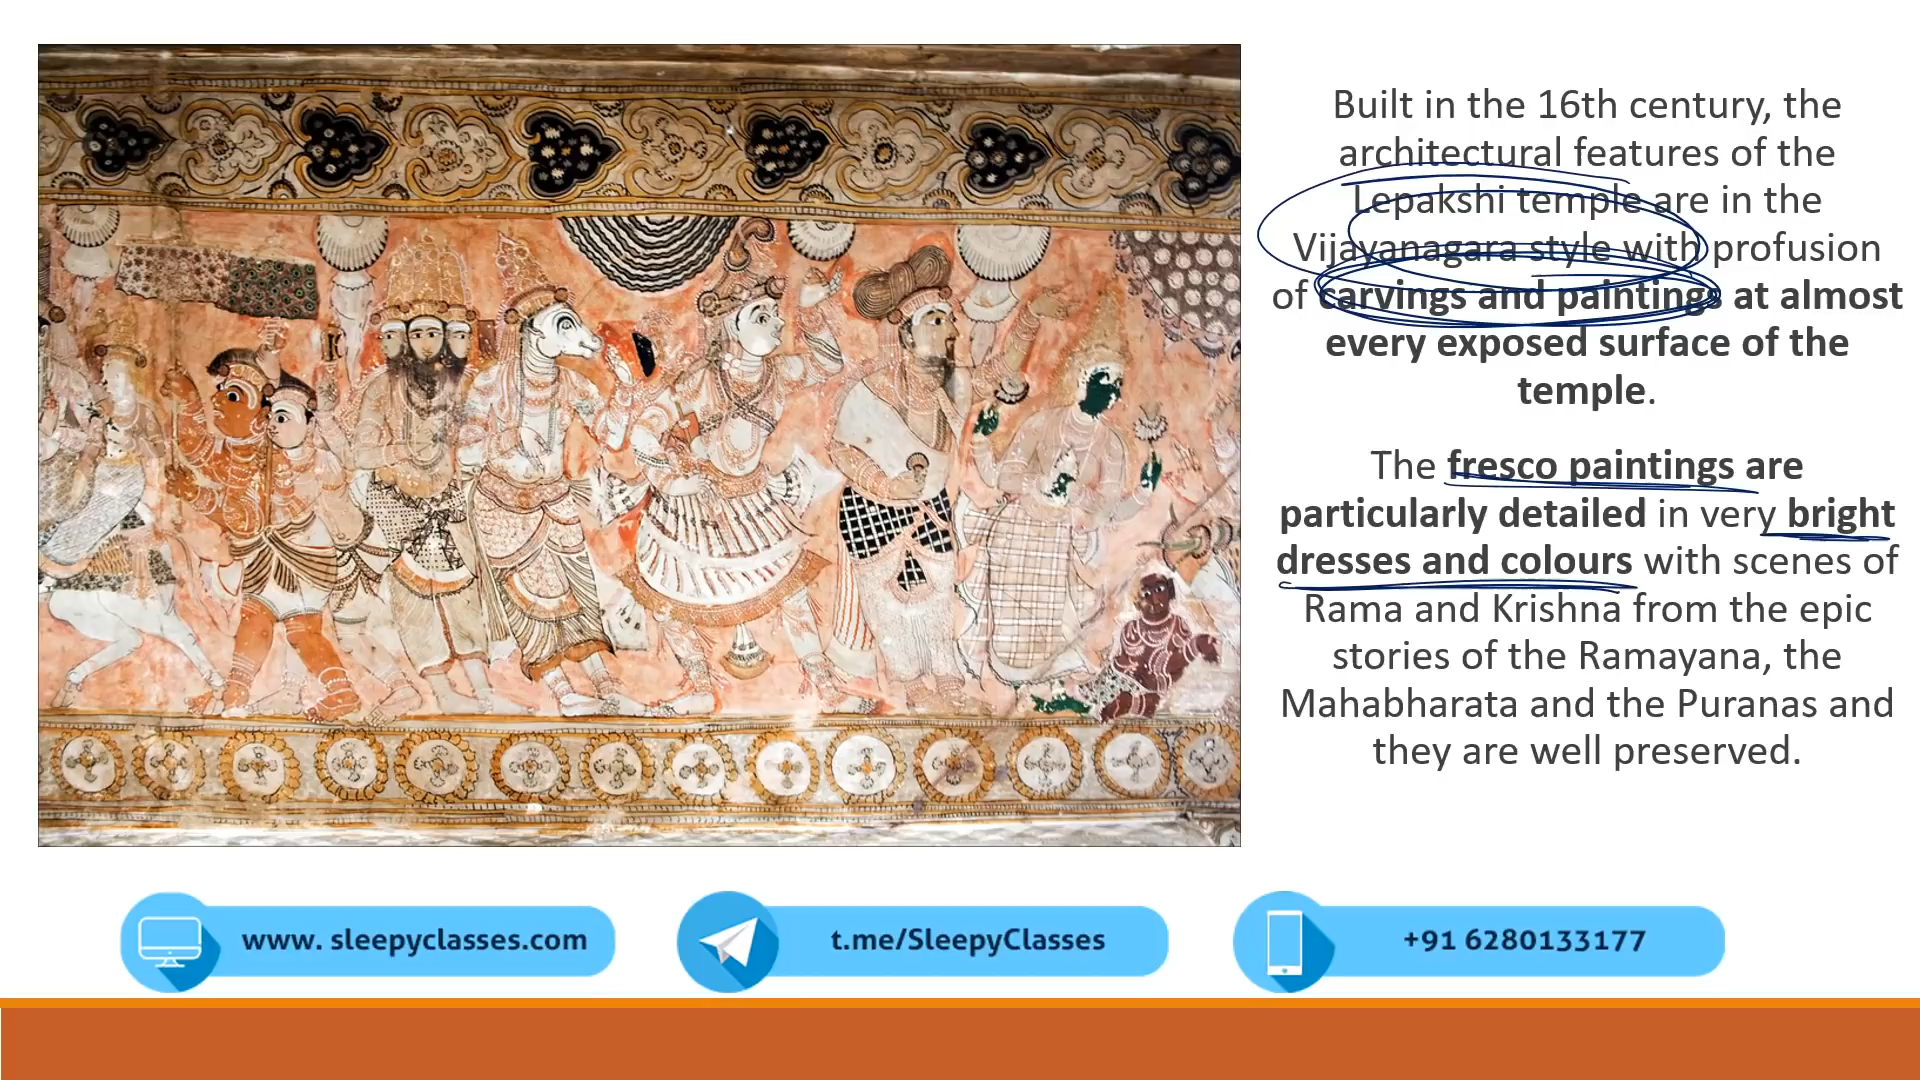 Built in the 16th century, the
architectural features of the
Lepakshi temple are in the
Vijayanagara style with profusion
of carvings and paintings at almost
every exposed surface of the
temple.
The fresco paintings are
particularly detailed in very bright
dresses and colours with scenes of
Rama and Krishna from the epic
stories of the Ramayana, the
Mahabharata and the Puranas and
they are well preserved.
www. sleepyclasses.com
t.me/SleepyClasses
+91 6280133177